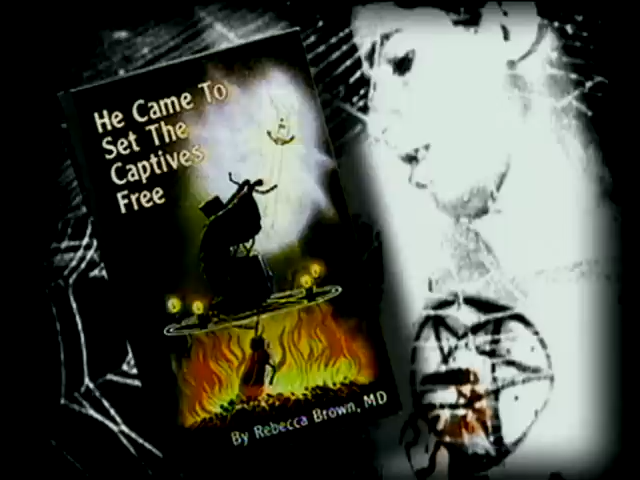 He Came To
Set The
Captives
Free
By Rebecca Brown, MD